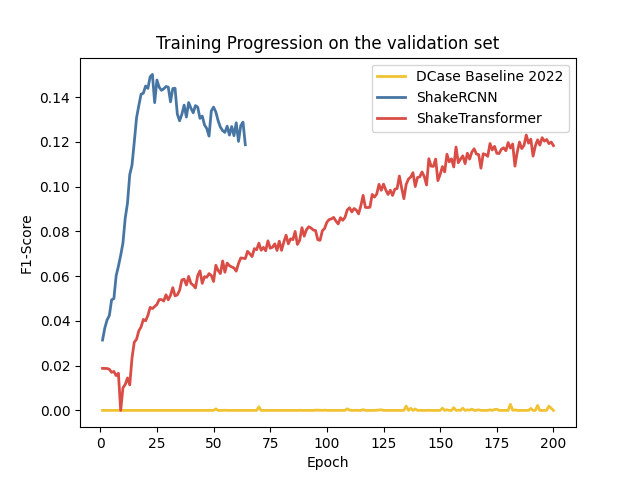 Training Progression on the validation set
DCase Baseline 2022
ShakeRCNN
ShakeTransformer
F1-Score
0.14
0.12
0.10
0.08
0.06
0.04
0.02
0.00
0 25 50 75 100 125 150 175 200
Epoch